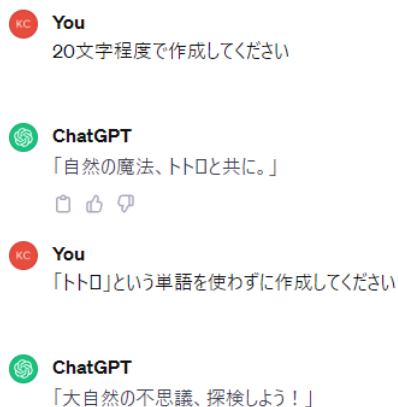 KC You
20文字程度で作成してください
ChatGPT
「自然の魔法、トトロと共に。」
KC You
「トトロ」という単語を使わずに作成してください
ChatGPT
「大自然の不思議、探検しよう！」